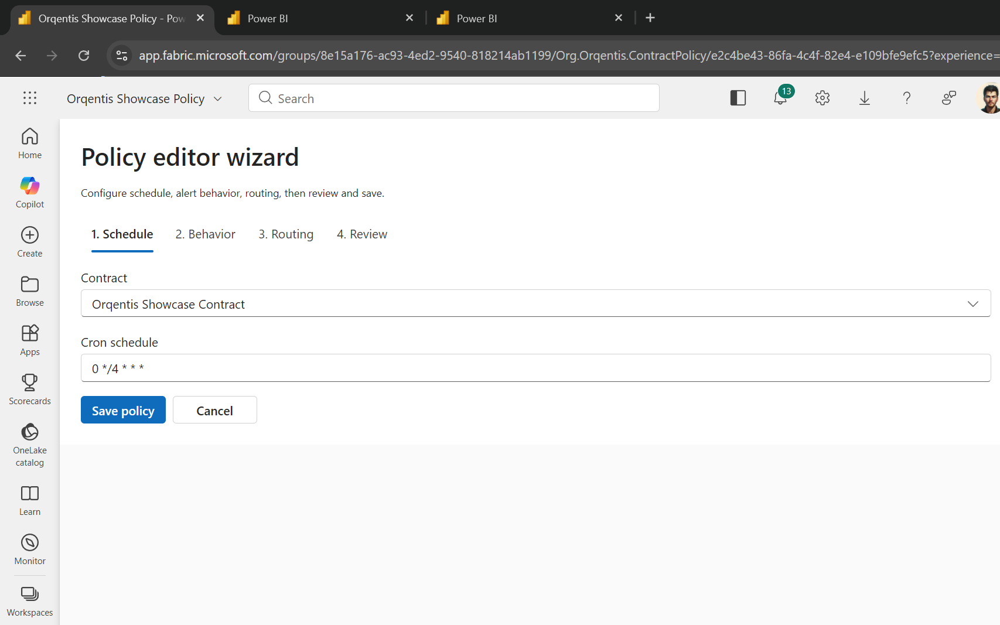 Orqentis Showcase Policy - Pow
Power BI
Power BI
app.fabric.microsoft.com/groups/8e15a176-ac93-4ed2-9540-818214ab1199/Org.Orqentis.ContractPolicy/e2c4be43-86fa-4c4f-82e4-e109bfe9efc5?experience=
Orqentis Showcase Policy
Search
13
Home
Copilot
Create
Browse
Apps
Scorecards
OneLake
catalog
Learn
Monitor
Workspaces
Policy editor wizard
Configure schedule, alert behavior, routing, then review and save.
1. Schedule
2. Behavior
3. Routing
4. Review
Contract
Orqentis Showcase Contract
Cron schedule
0 */4 * * *
Save policy
Cancel